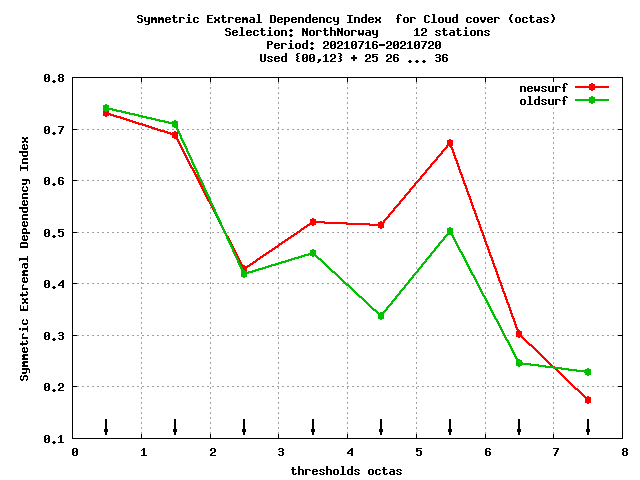 Symmetric Extremal Dependency Index  for Cloud cover (octas)
Selection: NorthNorway     12 stations
Period: 20210716-20210720
Used {00,12} + 25 26 ... 36
newsurf
oldsurf
Symmetric Extremal Dependency Index
0.8
0.7
0.6
0.5
0.4
0.3
0.2
0.1
0 1 2 3 4 5 6 7 8
thresholds octas